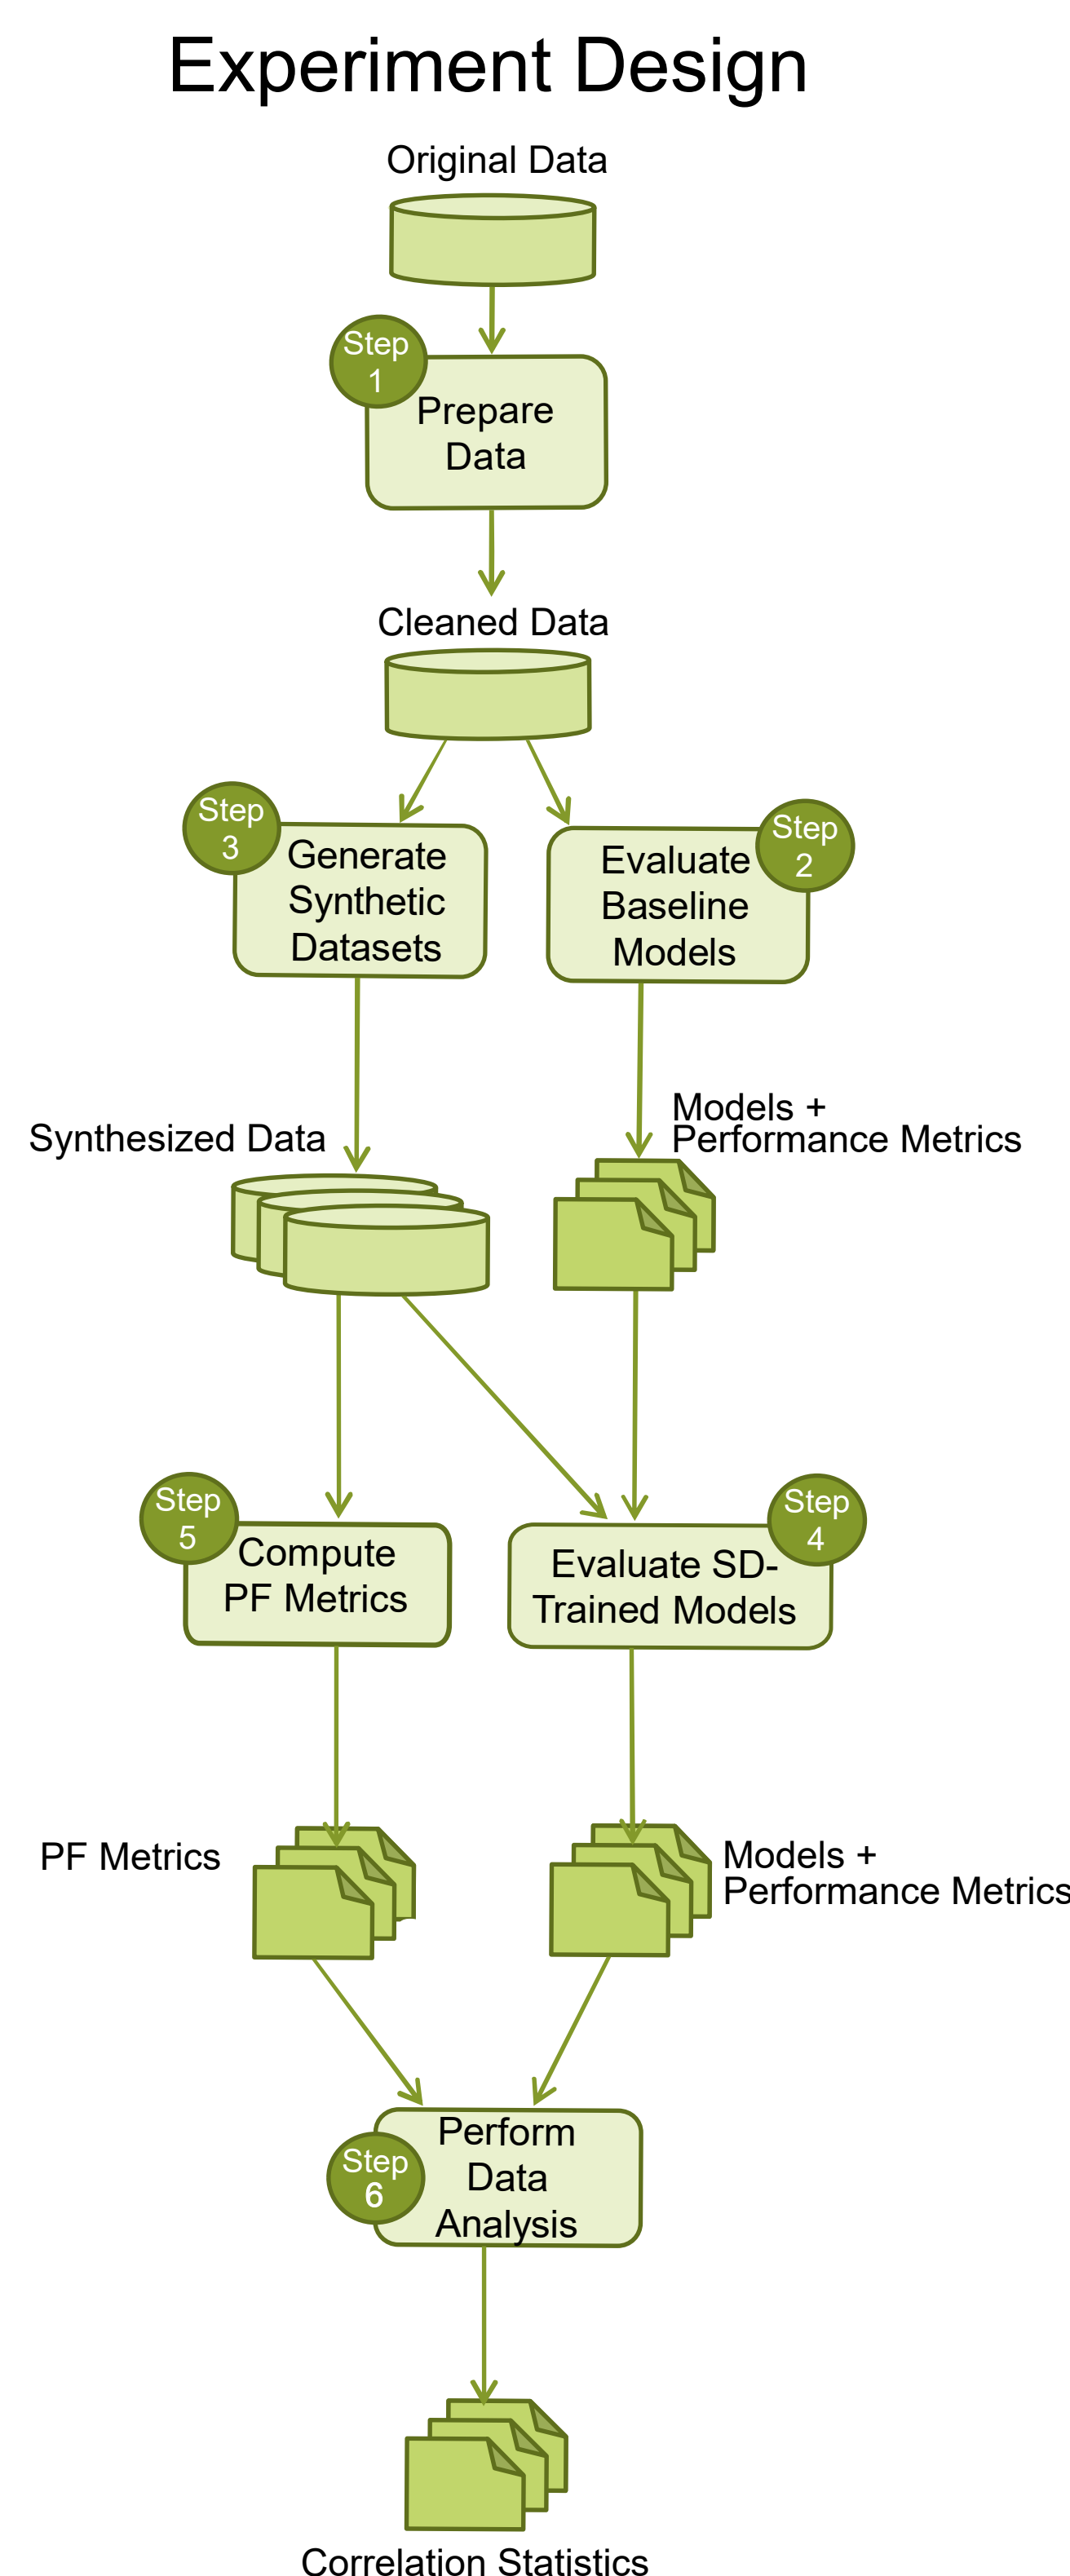 Experiment Design
Original Data
Step
1
Prepare
Data
Cleaned Data
Step
3
Generate
Synthetic
Datasets
Step
2
Evaluate
Baseline
Models
Synthesized Data
Models +
Performance Metrics
Step
5
Compute
PF Metrics
Step
4
Evaluate SD-
Trained Models
PF Metrics
Models +
Performance Metrics
Step
6
Perform
Data
Analysis
Correlation Statistics